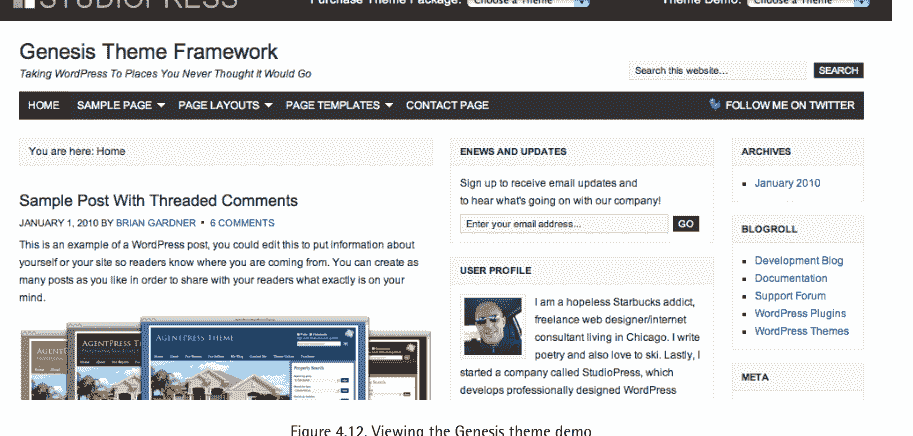 STUDIOPRESS
Purchase Theme Package: Choose a Theme
Theme Demo: Choose a Theme
Genesis Theme Framework
Taking WordPress To Places You Never Thought It Would Go
Search this website...
SEARCH
HOME SAMPLE PAGE PAGE LAYOUTS PAGE TEMPLATES CONTACT PAGE
FOLLOW ME ON TWITTER
You are here: Home
Sample Post With Threaded Comments
JANUARY 1, 2010 BY BRIAN GARDNER • 6 COMMENTS
This is an example of a WordPress post, you could edit this to put information about
yourself or your site so readers know where you are coming from. You can create as
many posts as you like in order to share with your readers what exactly is on your
mind.
AGENTPRESS THEME
ENEWS AND UPDATES
Sign up to receive email updates and
to hear what's going on with our company!
Enter your email address...
GO
USER PROFILE
I am a hopeless Starbucks addict,
freelance web designer/internet
consultant living in Chicago. I write
poetry and also love to ski. Lastly, I
started a company called StudioPress, which
develops professionally designed WordPress
ARCHIVES
January 2010
BLOGROLL
Development Blog
Documentation
Support Forum
WordPress Plugins
WordPress Themes
META
Figure 4.12. Viewing the Genesis theme demo